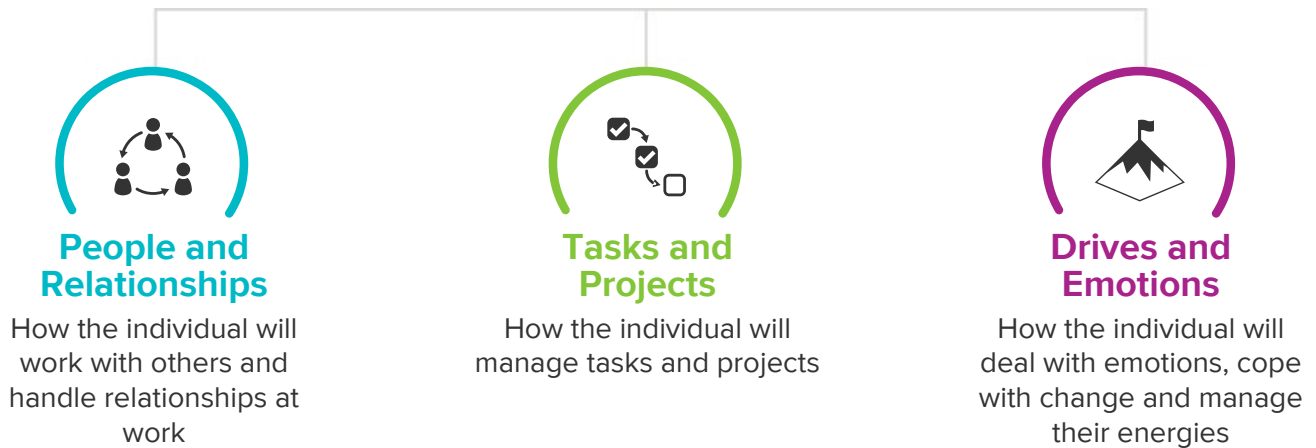 People and
Relationships
How the individual will
work with others and
handle relationships at
work
Tasks and
Projects
How the individual will
manage tasks and projects
Drives and
Emotions
How the individual will
deal with emotions, cope
with change and manage
their energies